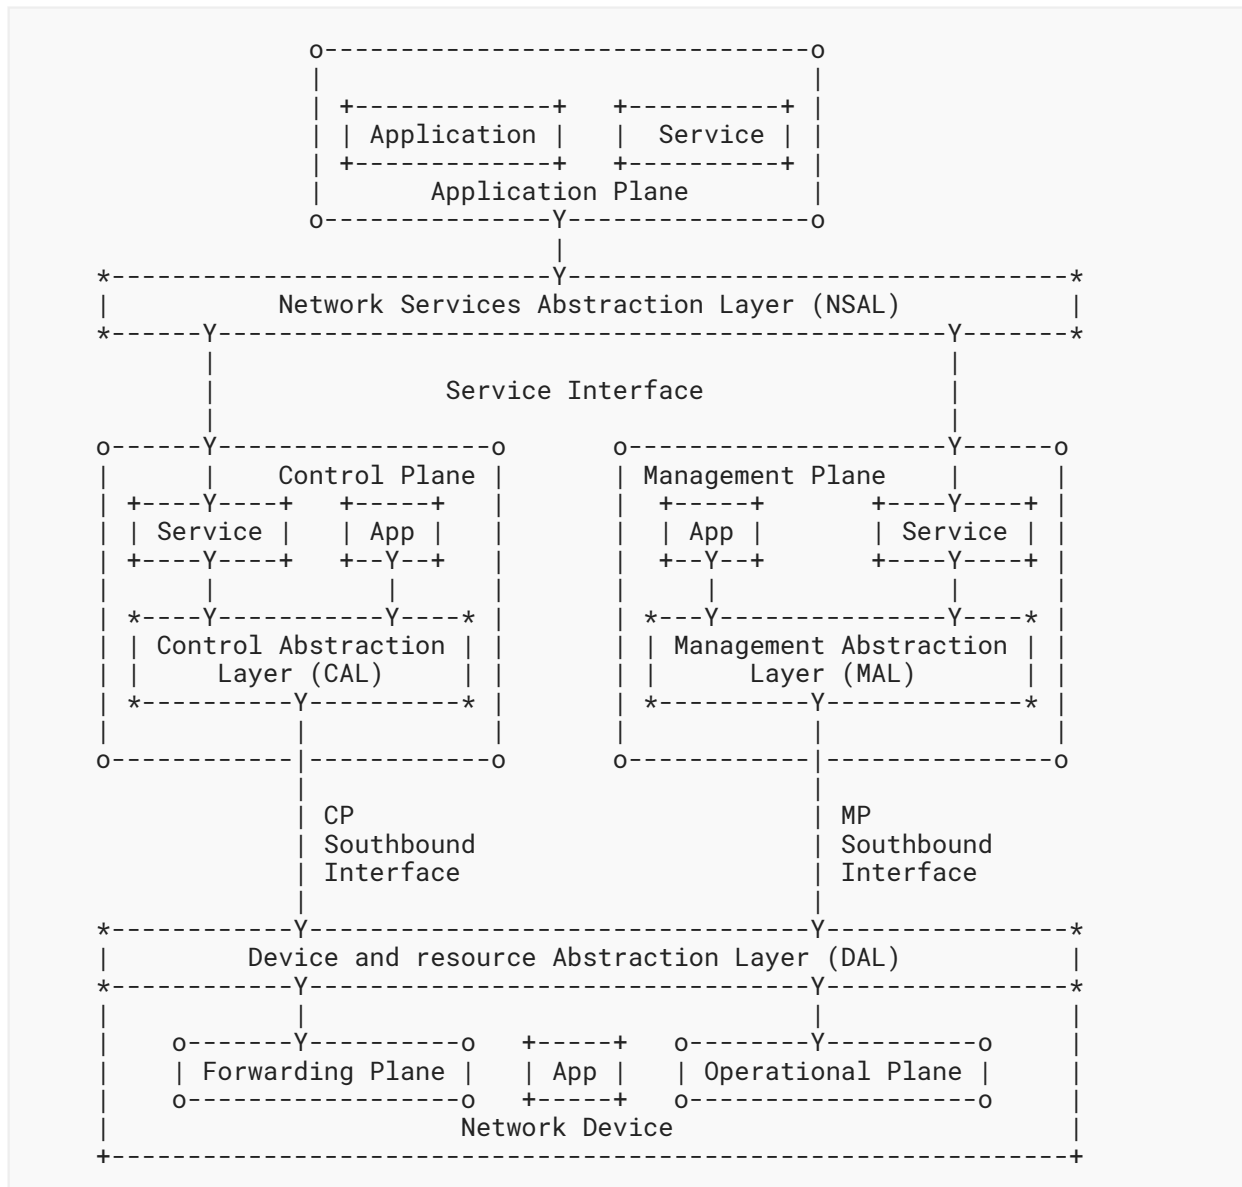 o--------------------------------o
|                                |
| +-------------+   +----------+ |
| | Application |   |  Service | |
| +-------------+   +----------+ |
|       Application Plane        |
o---------------Y----------------o
|
*-----------------------------Y---------------------------------*
|           Network Services Abstraction Layer (NSAL)           |
*------Y------------------------------------------------Y-------*
|                                                |
|               Service Interface                |
|                                                |
o------Y------------------o       o---------------------Y------o
|      |    Control Plane |       | Management Plane    |      |
| +----Y----+   +-----+   |       |  +-----+       +----Y----+ |
| | Service |   | App |   |       |  | App |       | Service | |
| +----Y----+   +--Y--+   |       |  +--Y--+       +----Y----+ |
|      |           |      |       |     |               |      |
| *----Y-----------Y----* |       | *---Y---------------Y----* |
| | Control Abstraction | |       | | Management Abstraction | |
| |     Layer (CAL)     | |       | |      Layer (MAL)       | |
| *----------Y----------* |       | *----------Y-------------* |
|            |            |       |            |               |
o------------|------------o       o------------|---------------o
|                                 |
| CP                              | MP
| Southbound                      | Southbound
| Interface                       | Interface
|                                 |
*------------Y---------------------------------Y----------------*
|         Device and resource Abstraction Layer (DAL)           |
*------------Y---------------------------------Y----------------*
|            |                                 |                |
|    o-------Y----------o   +-----+   o--------Y----------o     |
|    | Forwarding Plane |   | App |   | Operational Plane |     |
|    o------------------o   +-----+   o-------------------o     |
|                       Network Device                          |
+---------------------------------------------------------------+